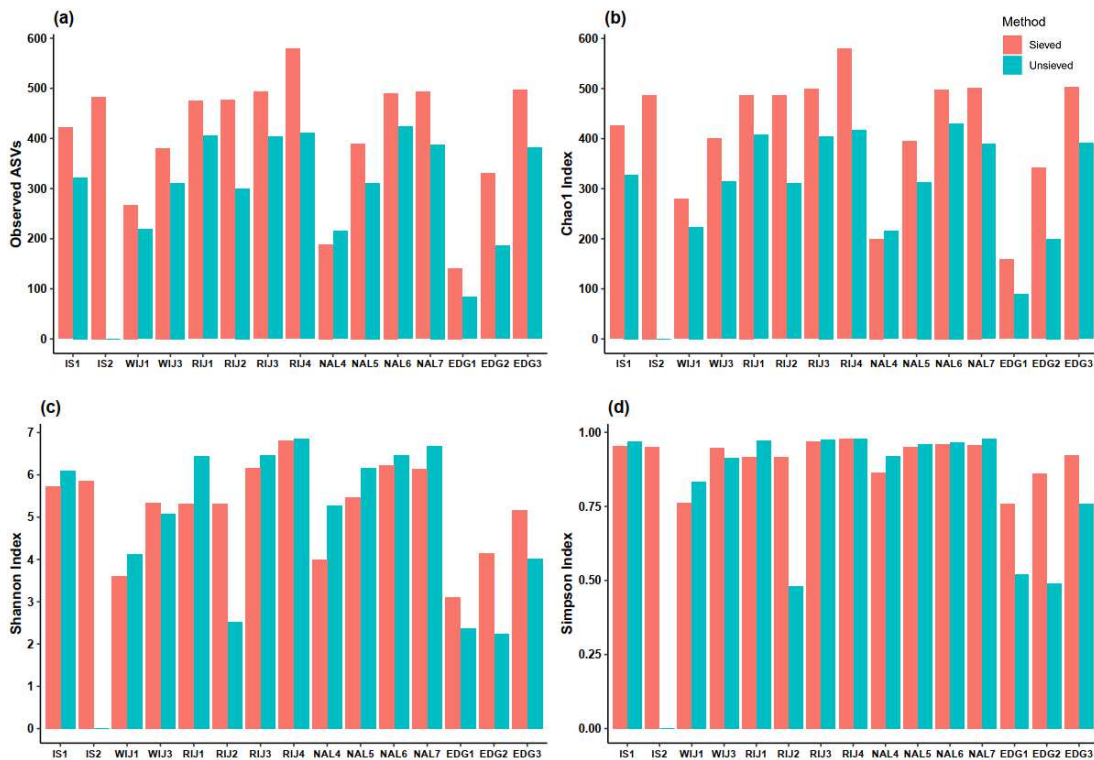 (a)
600
500
400
300
200
100
0
Observed ASVs
IS1 IS2 WIJ1 WIJ3 RIJ1 RIJ2 RIJ3 RIJ4 NAL4 NAL5 NAL6 NAL7 EDG1 EDG2 EDG3
(b)
Method
Sieved
Unsieved
600
500
400
300
200
100
0
Chao1 Index
IS1 IS2 WIJ1 WIJ3 RIJ1 RIJ2 RIJ3 RIJ4 NAL4 NAL5 NAL6 NAL7 EDG1 EDG2 EDG3
(c)
7
6
5
4
3
2
1
0
Shannon Index
IS1 IS2 WIJ1 WIJ3 RIJ1 RIJ2 RIJ3 RIJ4 NAL4 NAL5 NAL6 NAL7 EDG1 EDG2 EDG3
(d)
1.00
0.75
0.50
0.25
0.00
Simpson Index
IS1 IS2 WIJ1 WIJ3 RIJ1 RIJ2 RIJ3 RIJ4 NAL4 NAL5 NAL6 NAL7 EDG1 EDG2 EDG3